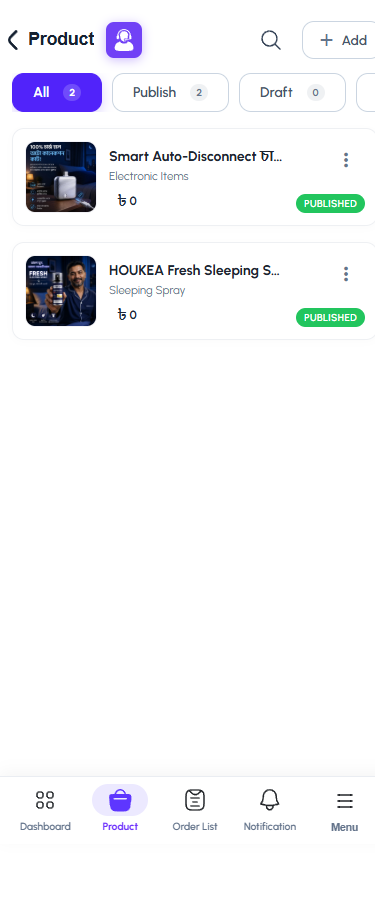 Product
Add
All 2
Publish 2
Draft 0
Smart Auto-Disconnect
Electronic Items
৳ 0
PUBLISHED
HOUKEA Fresh Sleeping S...
Sleeping Spray
৳ 0
PUBLISHED
FRESH
Dashboard
Product
Order List
Notification
Menu